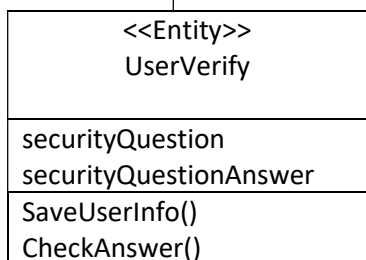 <<Entity>>
UserVerify
securityQuestion
securityQuestionAnswer
SaveUserInfo()
CheckAnswer()